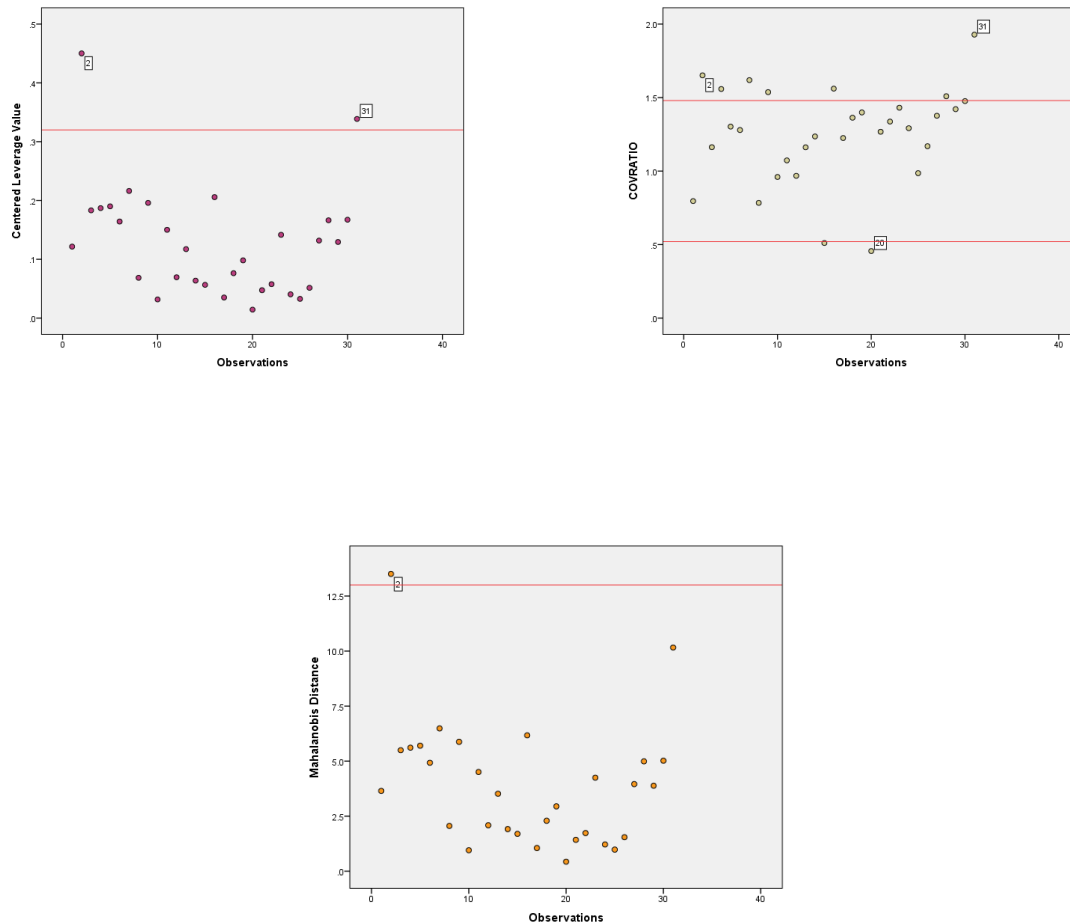 .5
.4
.3
.2
.1
.0
2
31
Centered Leverage Value
0 10 20 30 40
Observations
2.0
1.5
1.0
.5
.0
31
2
20
COVRATIO
0 10 20 30 40
Observations
12.5
10.0
7.5
5.0
2.5
.0
2
Mahalanobis Distance
0 10 20 30 40
Observations